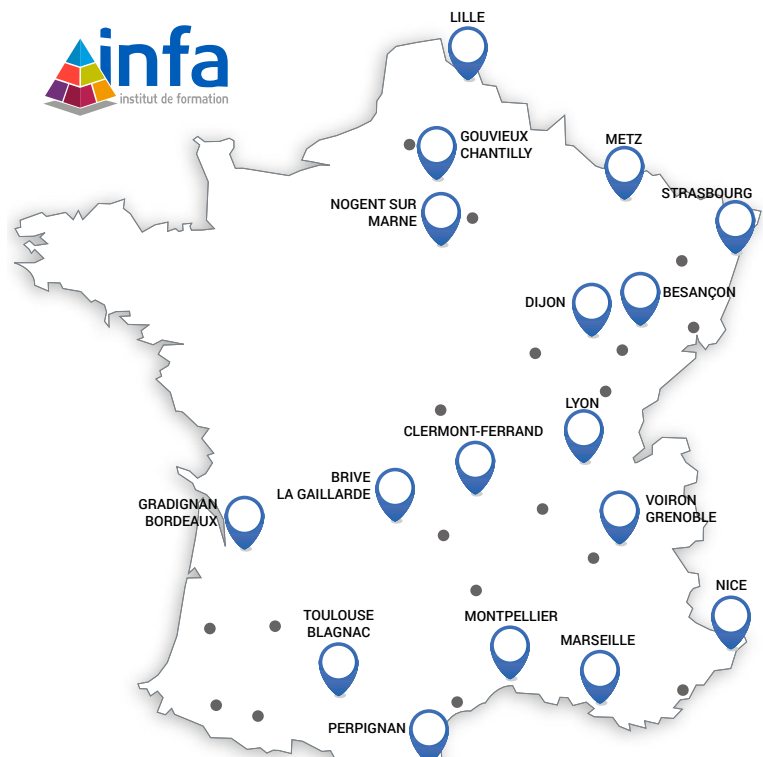 LILLE
infa
institut de formation
GOUVIEUX
CHANTILLY
METZ
STRASBOURG
NOGENT SUR
MARNE
BESANÇON
DIJON
LYON
CLERMONT-FERRAND
BRIVE
LA GAILLARDE
GRADIGNAN
BORDEAUX
VOIRON
GRENOBLE
NICE
TOULOUSE
BLAGNAC
MONTPELLIER
MARSEILLE
PERPIGNAN